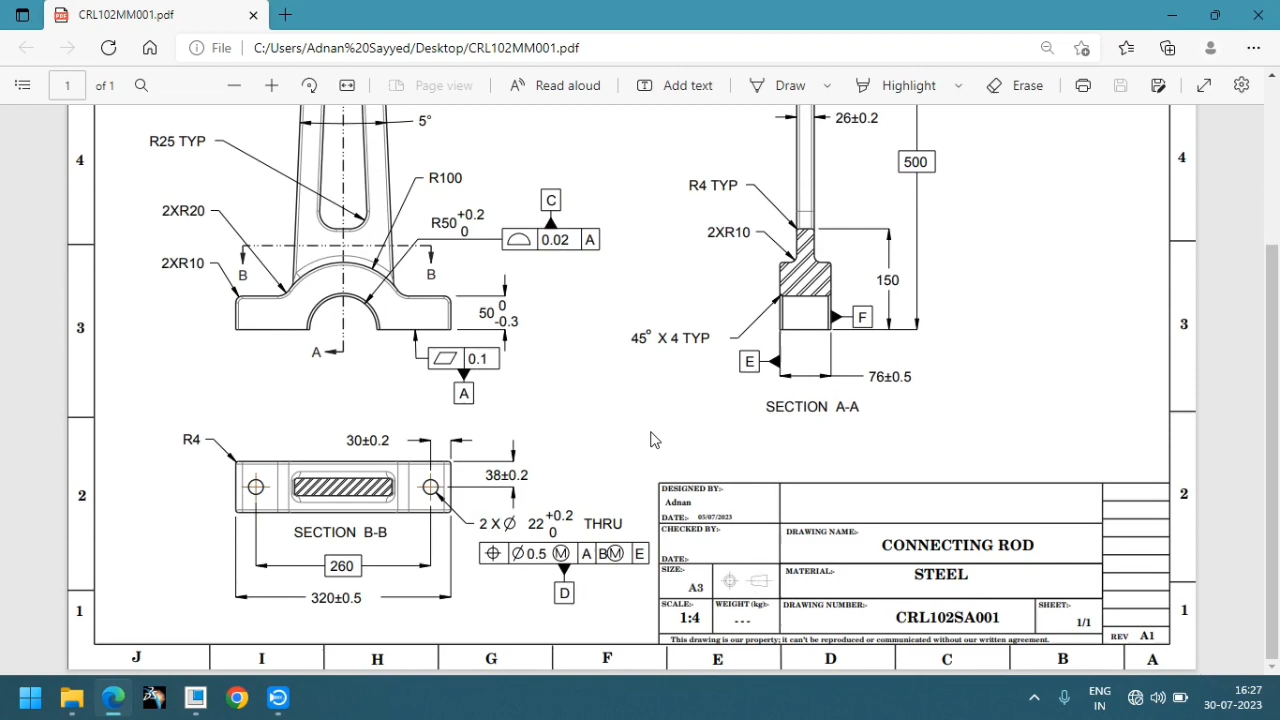 CRL102MM001.pdf
File C:/Users/Adnan%20Sayyed/Desktop/CRL102MM001.pdf
1 of 1
Page view
Read aloud
Add text
Draw
Highlight
Erase
5°
26±0.2
R25 TYP
4
500
4
R100
R4 TYP
C
2XR20
R50 +0.2
0
0.02 A
2XR10
2XR10
B B
150
50 0
-0.3
F
3
3
45° X 4 TYP
A
0.1
E
A
76±0.5
SECTION A-A
R4
30±0.2
38±0.2
2
2
2 X Ø 22 +0.2
0
THRU
SECTION B-B
Ø 0.5 Ⓜ A BⓂ E
260
D
320±0.5
1
1
DESIGNED BY:-
Adnan
DATE:- 05/07/2023
CHECKED BY:-
DATE:-
DRAWING NAME:-
CONNECTING ROD
SIZE:-
A3
MATERIAL:-
STEEL
SCALE:-
1:4
WEIGHT (kg):-
---
DRAWING NUMBER:-
CRL102SA001
SHEET:-
1/1
This drawing is our property; it can't be reproduced or communicated without our written agreement.
REV A1
J I H G F E D C B A
ENG
IN
16:27
30-07-2023